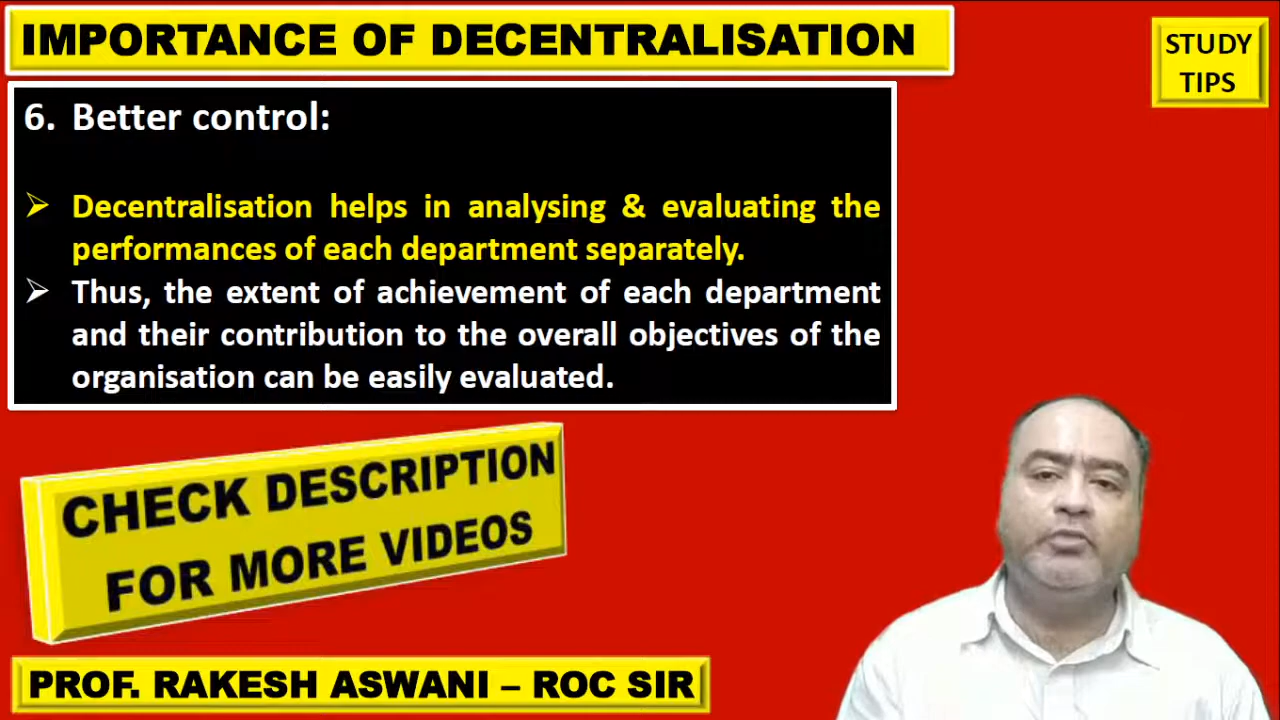 IMPORTANCE OF DECENTRALISATION
STUDY
TIPS
6. Better control:
➢ Decentralisation helps in analysing & evaluating the
performances of each department separately.
➢ Thus, the extent of achievement of each department
and their contribution to the overall objectives of the
organisation can be easily evaluated.
CHECK DESCRIPTION
FOR MORE VIDEOS
PROF. RAKESH ASWANI – ROC SIR